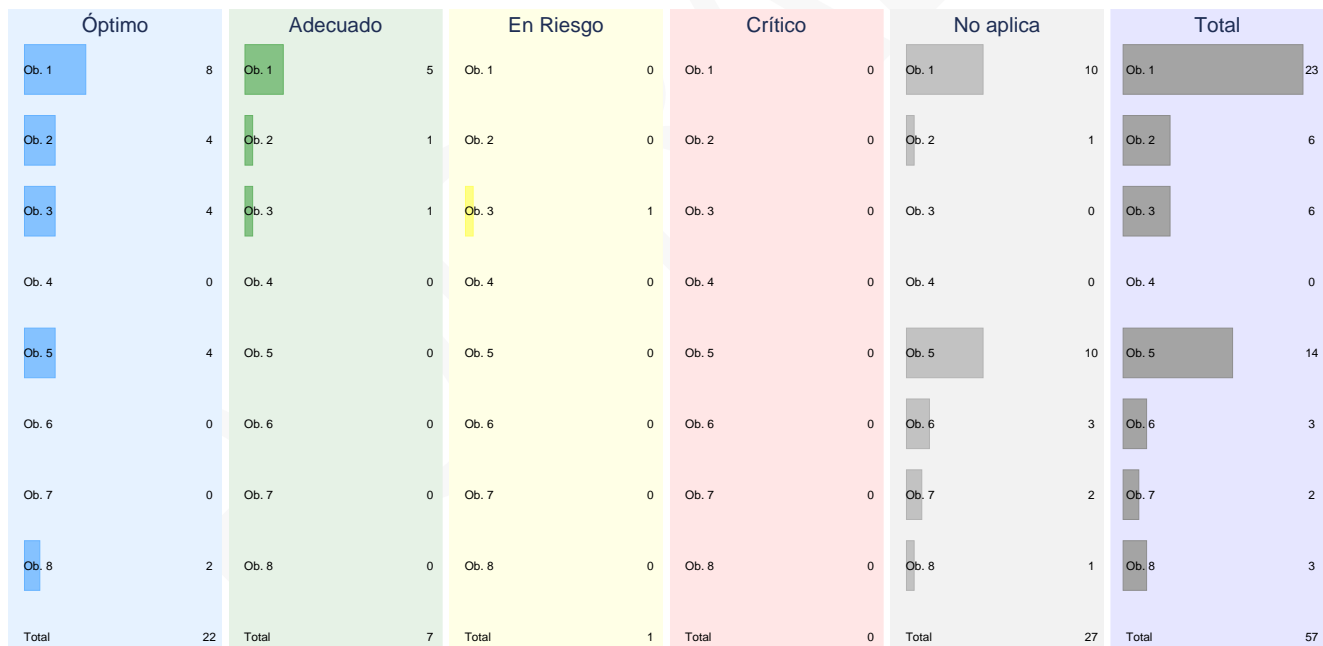 Óptimo Adecuado En Riesgo Crítico No aplica Total
Ob. 1 8 Ob. 1 5 Ob. 1 0 Ob. 1 0 Ob. 1 10 Ob. 1 23
Ob. 2 4 Ob. 2 1 Ob. 2 0 Ob. 2 0 Ob. 2 1 Ob. 2 6
Ob. 3 4 Ob. 3 1 Ob. 3 1 Ob. 3 0 Ob. 3 0 Ob. 3 6
Ob. 4 0 Ob. 4 0 Ob. 4 0 Ob. 4 0 Ob. 4 0 Ob. 4 0
Ob. 5 4 Ob. 5 0 Ob. 5 0 Ob. 5 0 Ob. 5 10 Ob. 5 14
Ob. 6 0 Ob. 6 0 Ob. 6 0 Ob. 6 0 Ob. 6 3 Ob. 6 3
Ob. 7 0 Ob. 7 0 Ob. 7 0 Ob. 7 0 Ob. 7 2 Ob. 7 2
Ob. 8 2 Ob. 8 0 Ob. 8 0 Ob. 8 0 Ob. 8 1 Ob. 8 3
Total 22 Total 7 Total 1 Total 0 Total 27 Total 57